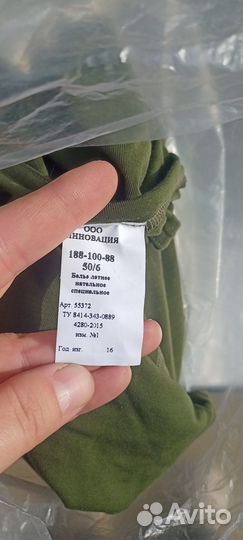 ООО
ИННОВАЦИЯ
188-100-88
50/6
Белье летнее
нательное
специальное
Арт. 55372
ТУ 8414-343-0889
4280-2015
изм. №1
Год изг. 16
Avito